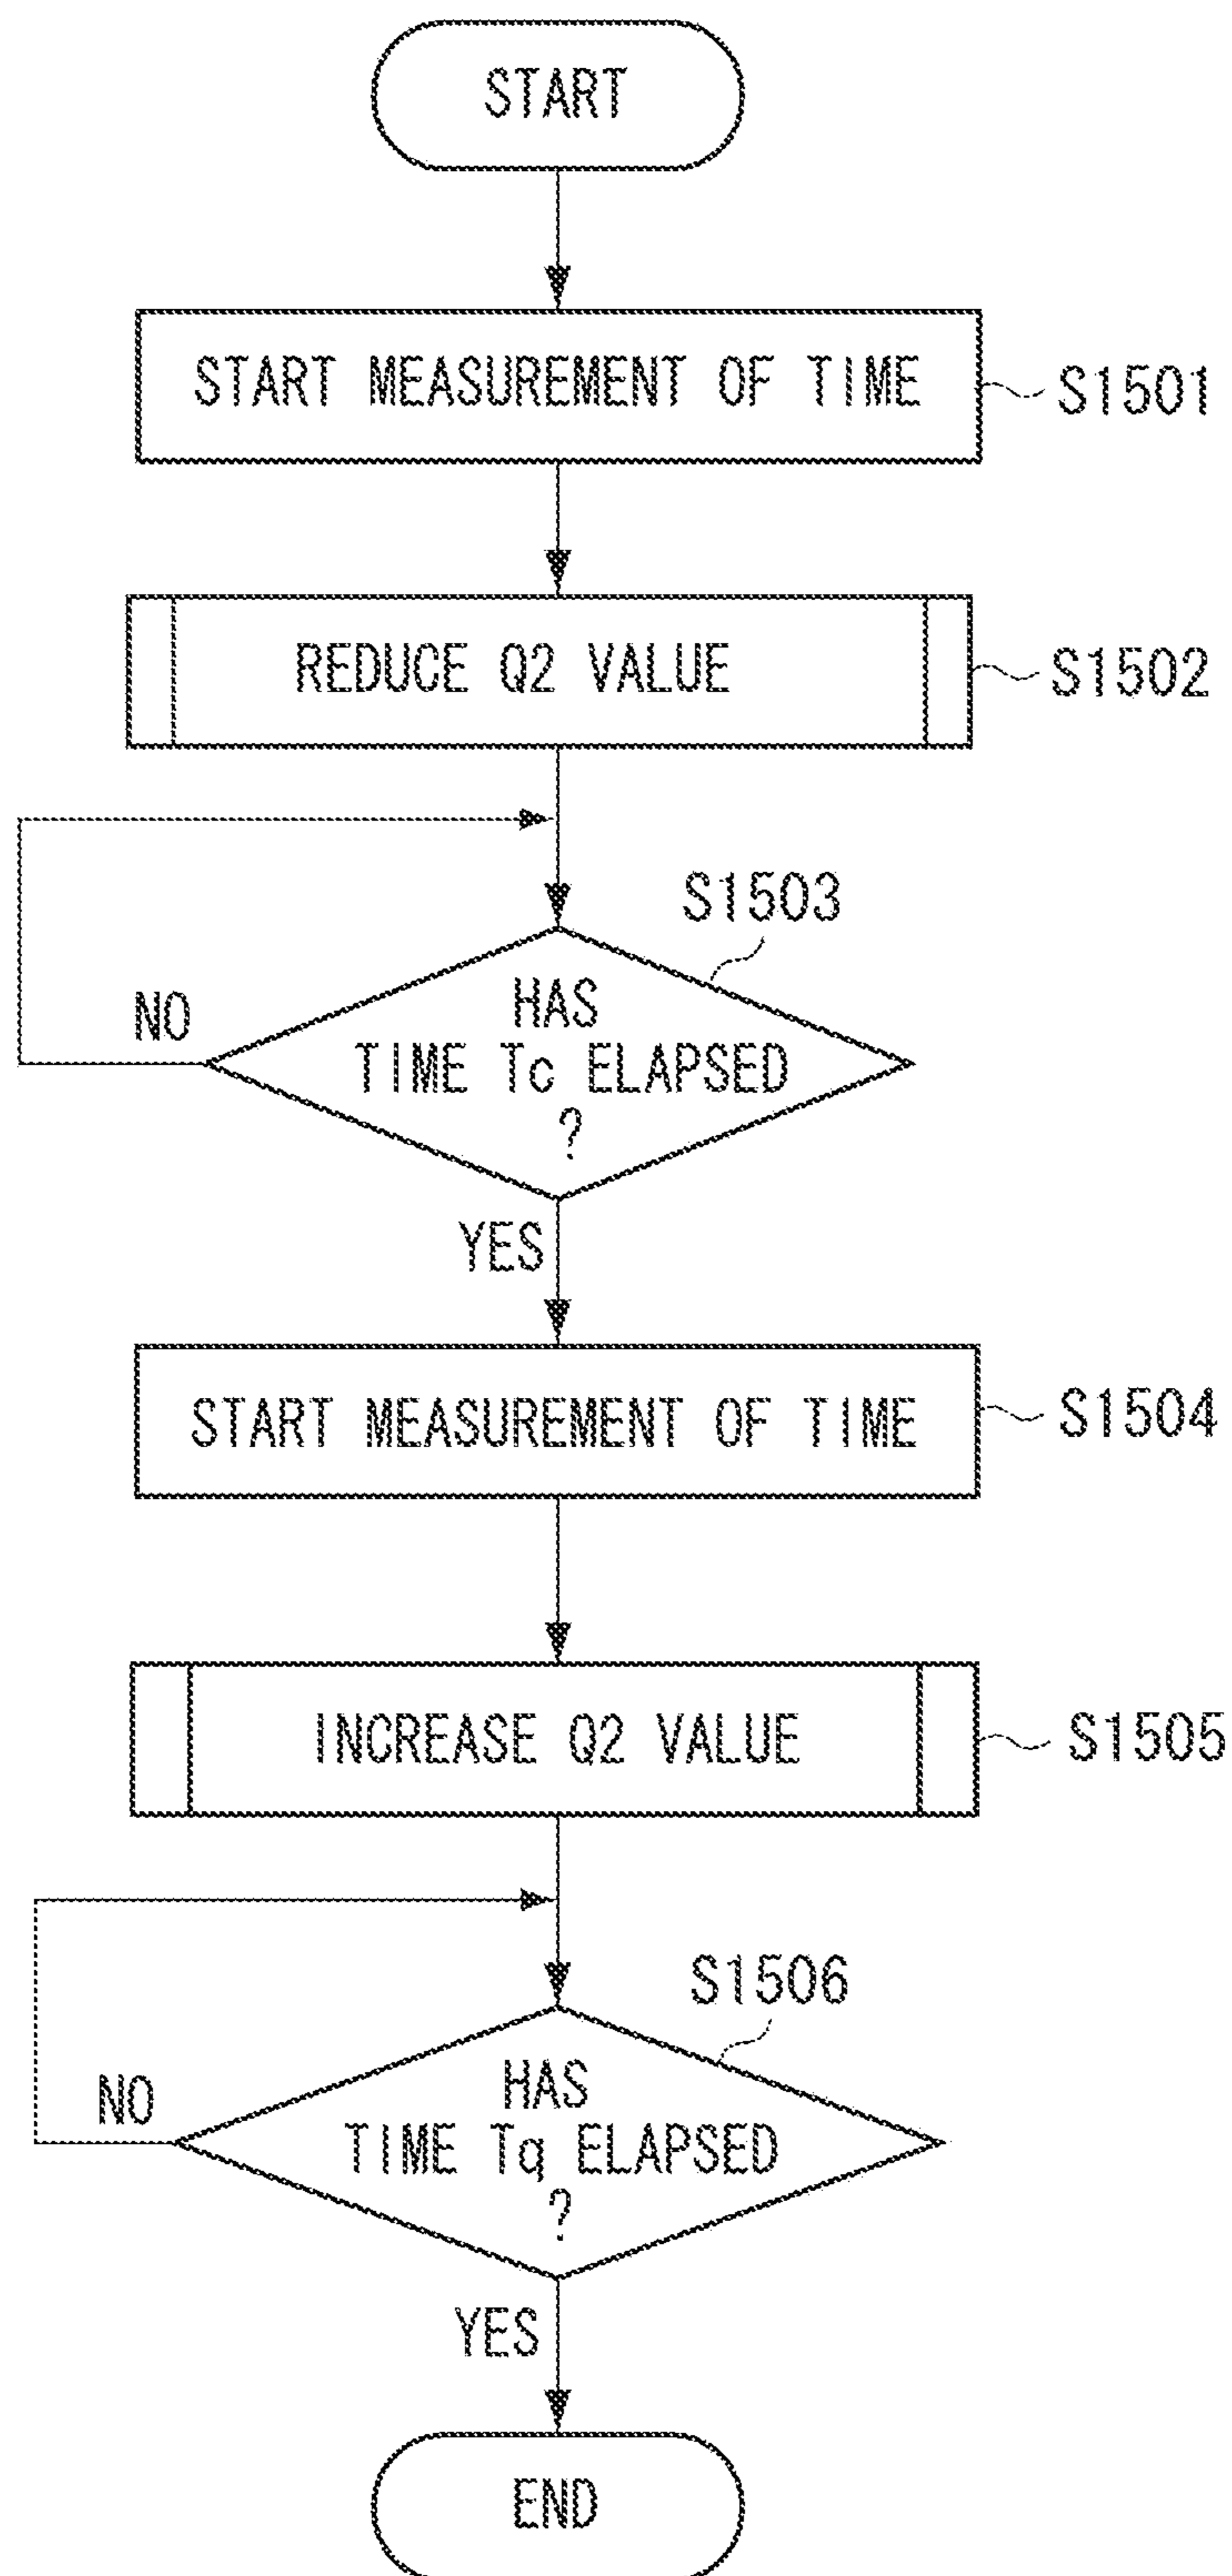 START
START MEASUREMENT OF TIME
S1501
REDUCE Q2 VALUE
S1502
S1503
HAS
TIME Tc ELAPSED
?
NO
YES
START MEASUREMENT OF TIME
S1504
INCREASE Q2 VALUE
S1505
S1506
HAS
TIME Tq ELAPSED
?
NO
YES
END